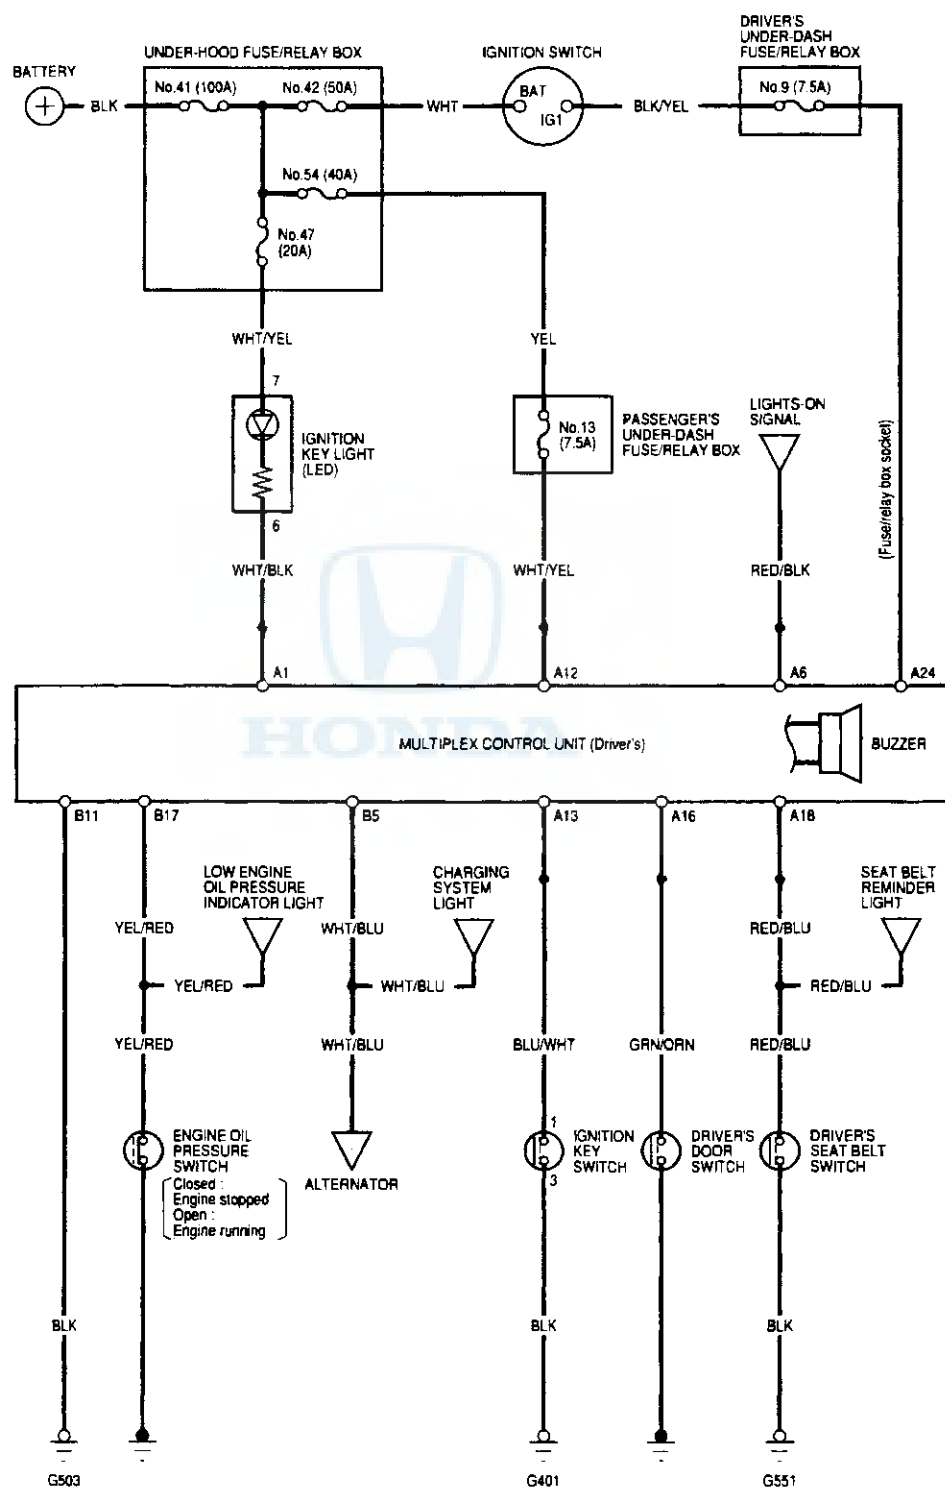 BATTERY
UNDER-HOOD FUSE/RELAY BOX
IGNITION SWITCH
DRIVER'S
UNDER-DASH
FUSE/RELAY BOX
BLK
No.41 (100A)
No.42 (50A)
WHT
BAT
IG1
BLK/YEL
No.9 (7.5A)
No.54 (40A)
No.47
(20A)
WHT/YEL
YEL
7
IGNITION
KEY LIGHT
(LED)
6
No.13
(7.5A)
PASSENGER'S
UNDER-DASH
FUSE/RELAY BOX
LIGHTS-ON
SIGNAL
(Fuse/relay box socket)
WHT/BLK
WHT/YEL
RED/BLK
A1
A12
A6
A24
HONDA
MULTIPLEX CONTROL UNIT (Driver's)
BUZZER
B11
B17
B5
A13
A16
A18
LOW ENGINE
OIL PRESSURE
INDICATOR LIGHT
CHARGING
SYSTEM
LIGHT
SEAT BELT
REMINDER
LIGHT
YEL/RED
WHT/BLU
RED/BLU
YEL/RED
WHT/BLU
RED/BLU
YEL/RED
WHT/BLU
BLU/WHT
GRN/ORN
RED/BLU
ENGINE OIL
PRESSURE
SWITCH
Closed :
Engine stopped
Open :
Engine running
ALTERNATOR
1
IGNITION
KEY
SWITCH
3
DRIVER'S
DOOR
SWITCH
DRIVER'S
SEAT BELT
SWITCH
BLK
BLK
BLK
G503
G401
G551